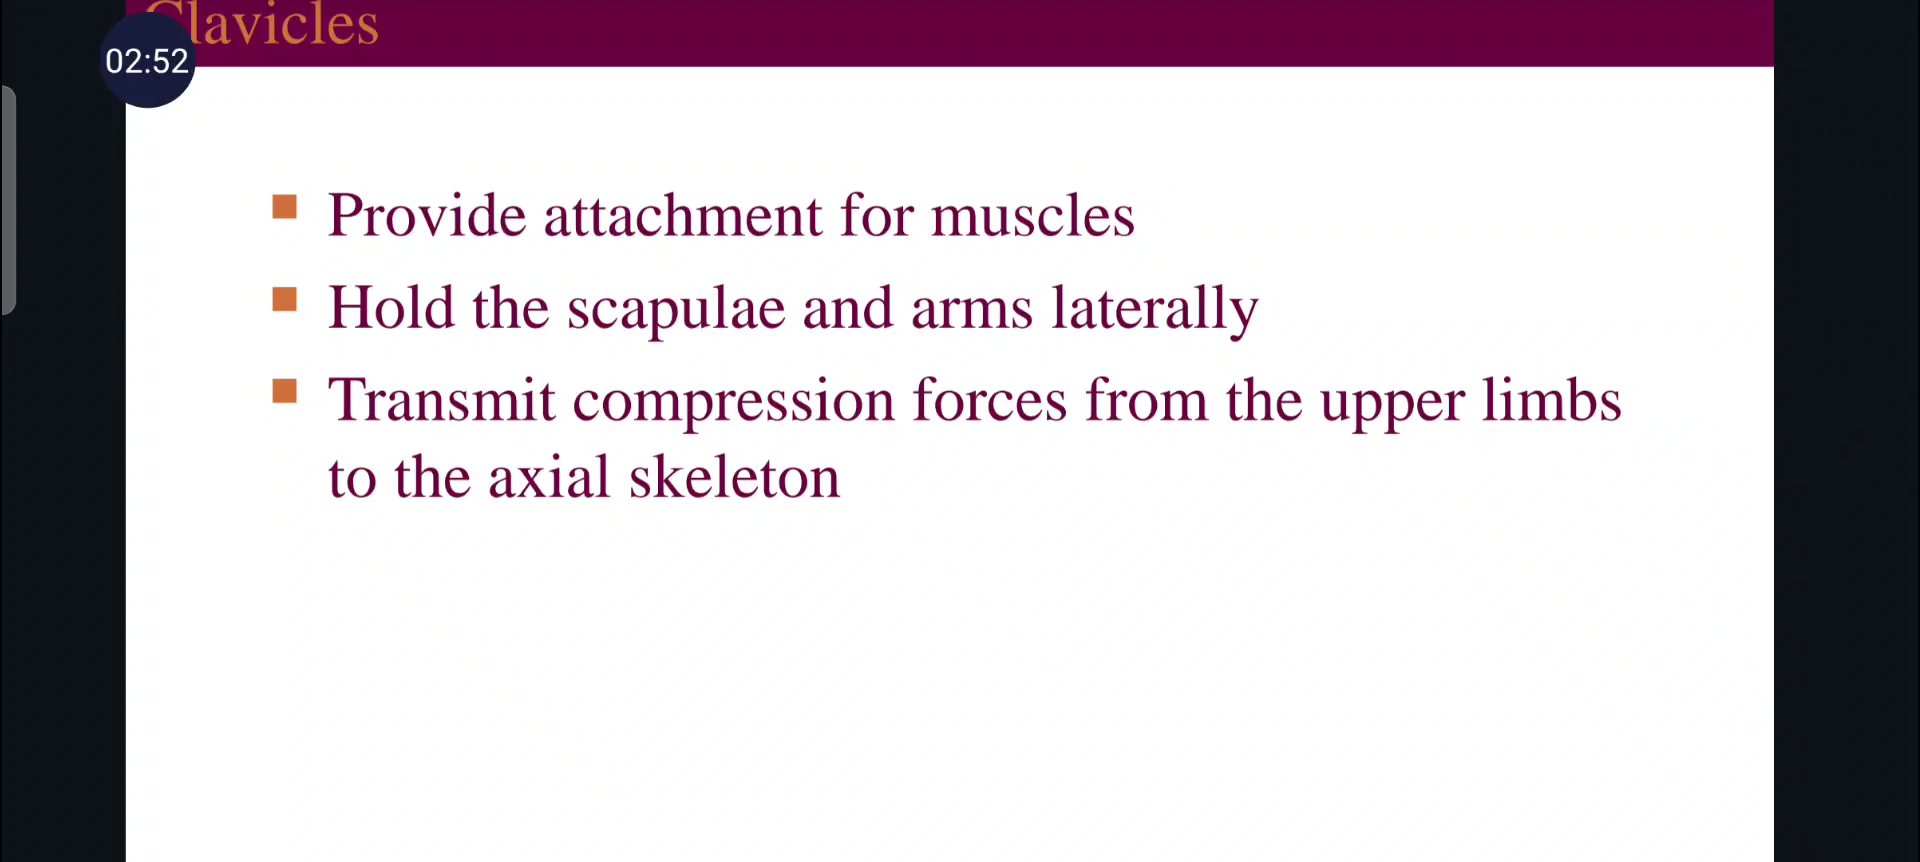 Clavicles
02:52
Provide attachment for muscles
Hold the scapulae and arms laterally
Transmit compression forces from the upper limbs
to the axial skeleton